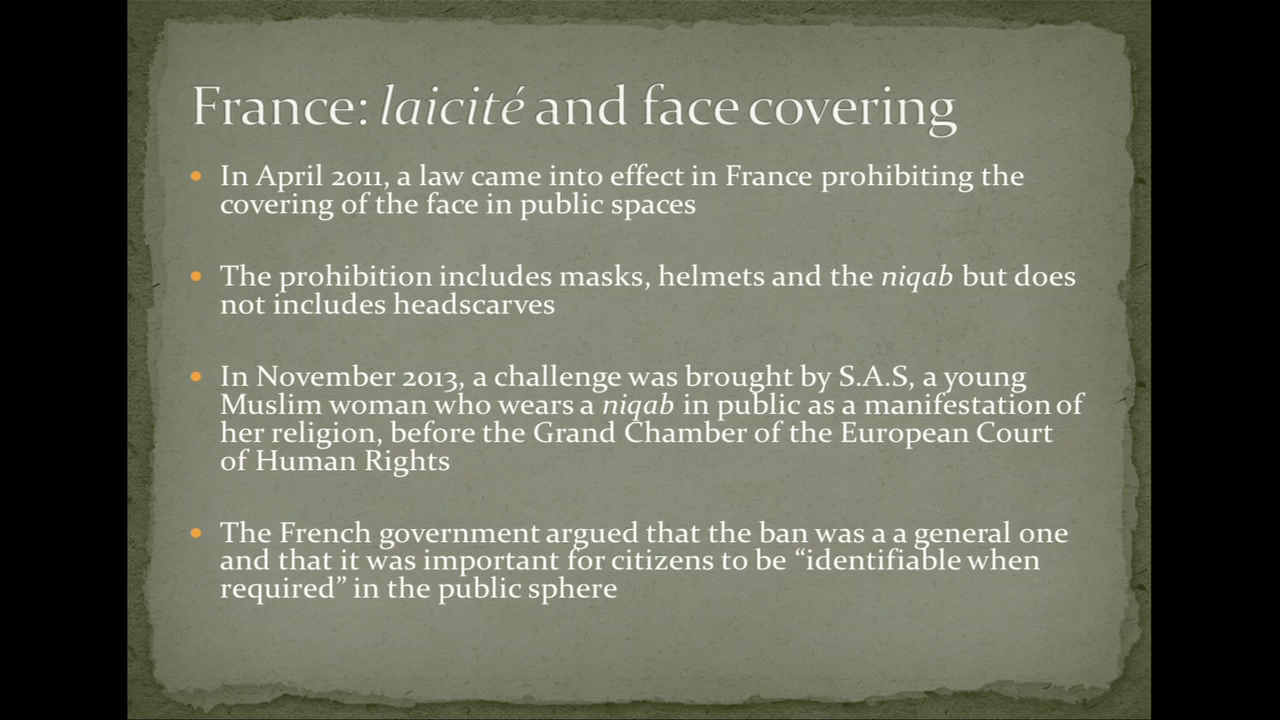 France: laicité and face covering
• In April 2011, a law came into effect in France prohibiting the
covering of the face in public spaces
• The prohibition includes masks, helmets and the niqab but does
not includes headscarves
• In November 2013, a challenge was brought by S.A.S, a young
Muslim woman who wears a niqab in public as a manifestation of
her religion, before the Grand Chamber of the European Court
of Human Rights
• The French government argued that the ban was a a general one
and that it was important for citizens to be “identifiable when
required” in the public sphere